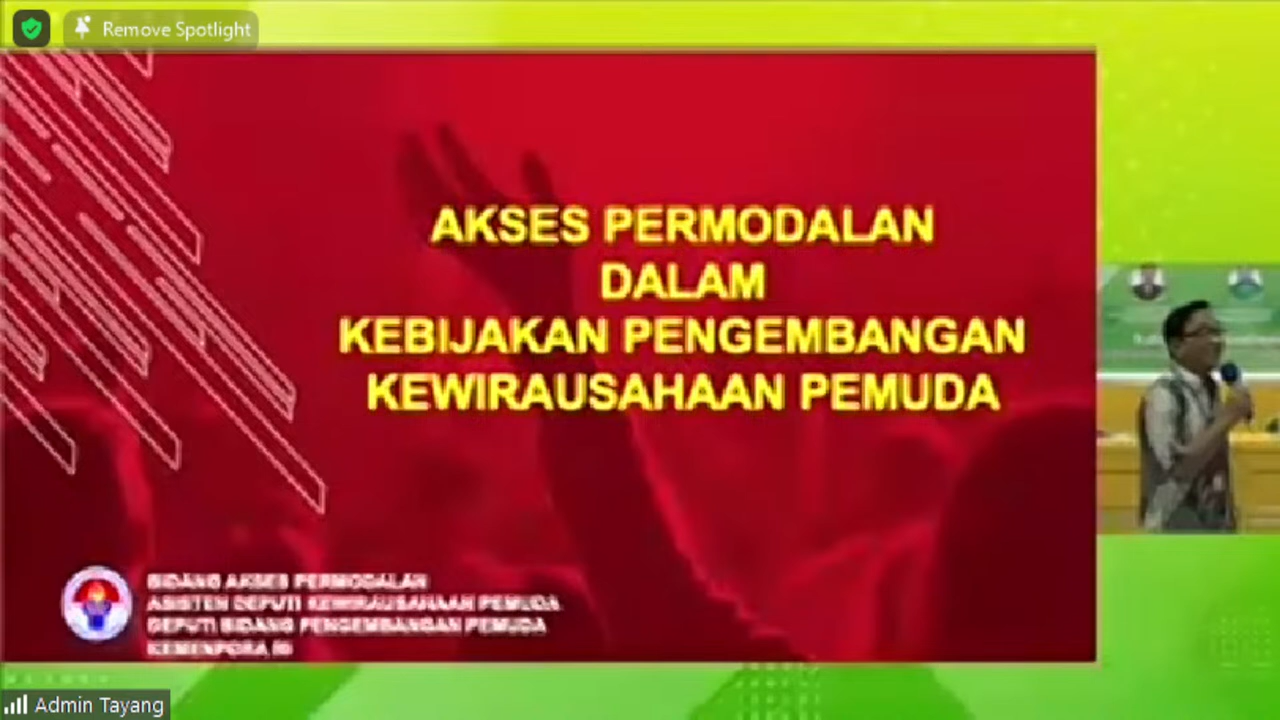 Remove Spotlight
AKSES PERMODALAN
DALAM
KEBIJAKAN PENGEMBANGAN
KEWIRAUSAHAAN PEMUDA
BIDANG AKSES PERMODALAN
ASISTEN DEPUTI KEWIRAUSAHAAN PEMUDA
DEPUTI BIDANG PENGEMBANGAN PEMUDA
KEMENPORA RI
Admin Tayang